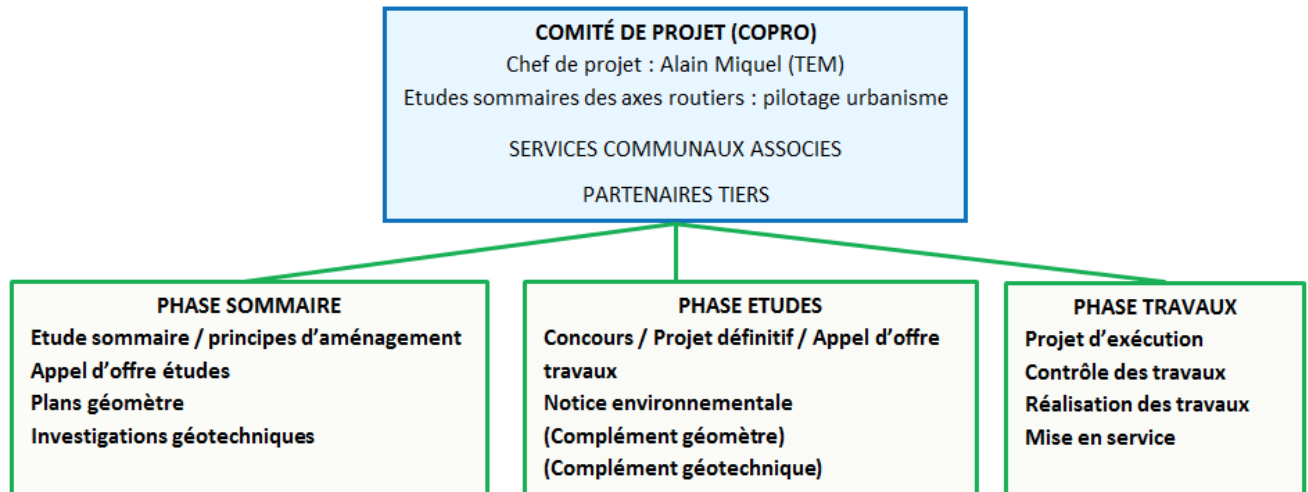 COMITÉ DE PROJET (COPRO)
Chef de projet : Alain Miquel (TEM)
Etudes sommaires des axes routiers : pilotage urbanisme
SERVICES COMMUNAUX ASSOCIES
PARTENAIRES TIERS
PHASE SOMMAIRE
Etude sommaire / principes d’aménagement
Appel d’offre études
Plans géomètre
Investigations géotechniques
PHASE ETUDES
Concours / Projet définitif / Appel d’offre
travaux
Notice environnementale
(Complément géomètre)
(Complément géotechnique)
PHASE TRAVAUX
Projet d’exécution
Contrôle des travaux
Réalisation des travaux
Mise en service